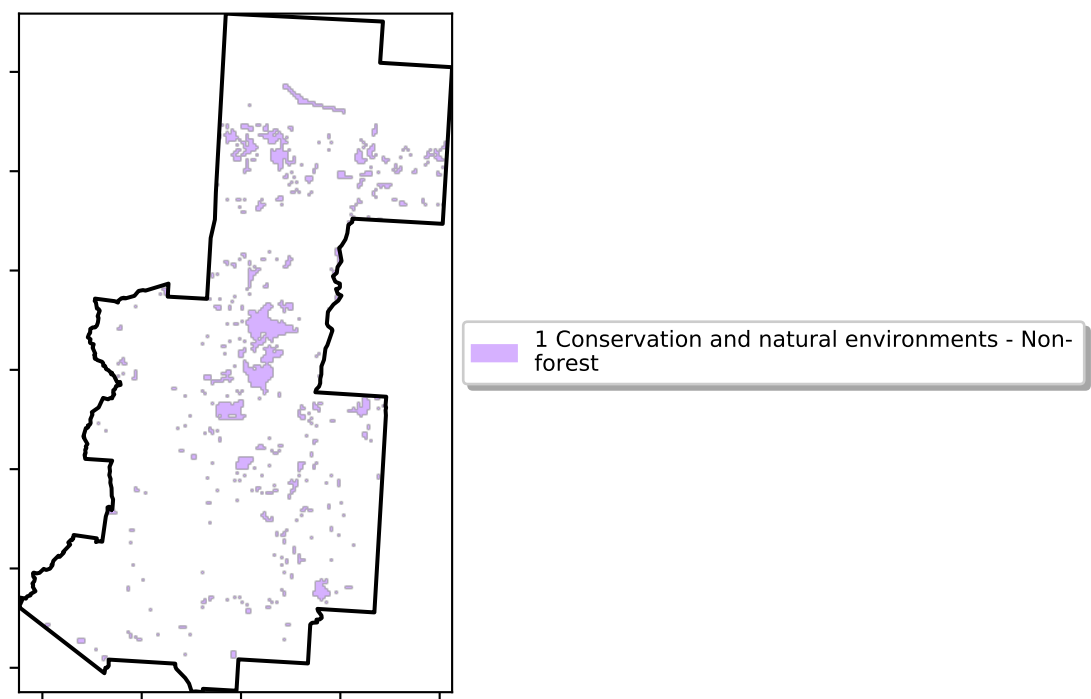 1 Conservation and natural environments - Non-
forest